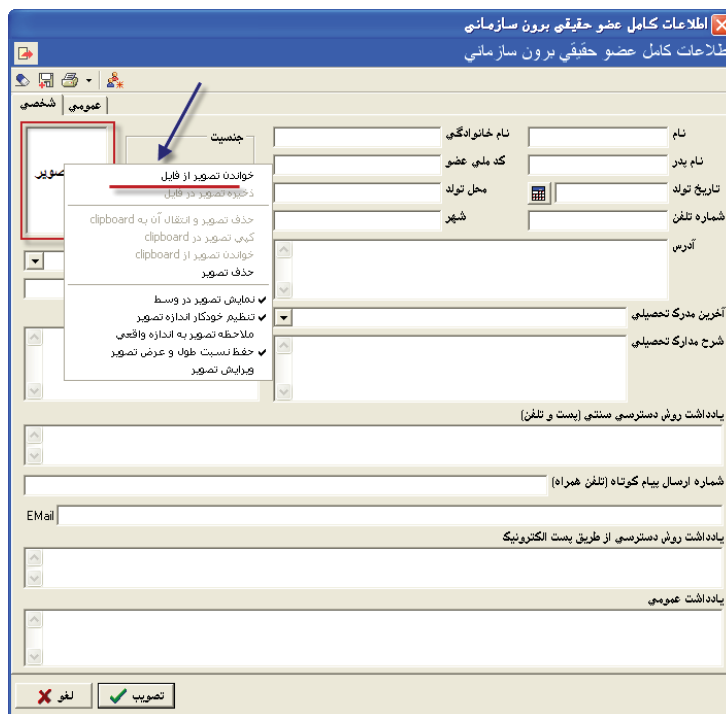 اطلاعات کامل عضو حقیقی برون سازمانی
طلاعات کامل عضو حقیقی برون سازمانی
شخصی عمومی
نام نام خانوادگی جنسیت
نام پدر کد ملی عضو
صویر
تاریخ تولد محل تولد
شماره تلفن شهر
آدرس
خواندن تصویر از فایل
ذخیره تصویر در فایل
حذف تصویر و انتقال آن به clipboard
کپی تصویر در clipboard
خواندن تصویر از clipboard
حذف تصویر
نمایش تصویر در وسط
تنظیم خودکار اندازه تصویر
ملاحظه تصویر به اندازه واقعی
حفظ نسبت طول و عرض تصویر
ویرایش تصویر
آخرین مدرک تحصیلی
شرح مدارک تحصیلی
یادداشت روش دسترسی سنتی (پست و تلفن)
شماره ارسال پیام کوتاه (تلفن همراه)
EMail
یادداشت روش دسترسی از طریق پست الکترونیک
یادداشت عمومی
تصویب لغو